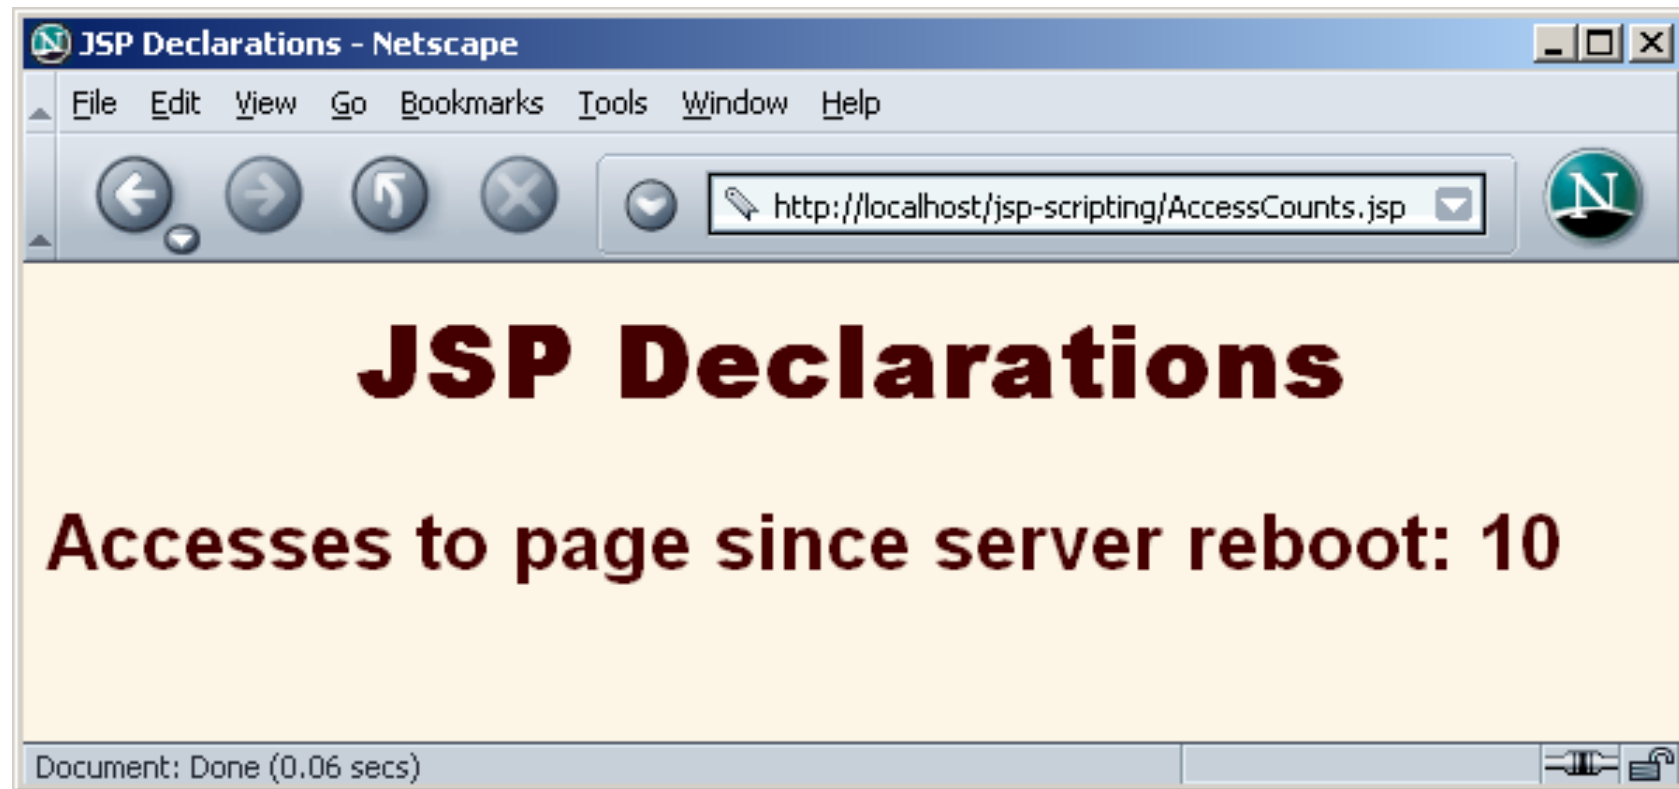 JSP Declarations - Netscape
File Edit View Go Bookmarks Tools Window Help
http://localhost/jsp-scripting/AccessCounts.jsp
N
JSP Declarations
Accesses to page since server reboot: 10
Document: Done (0.06 secs)